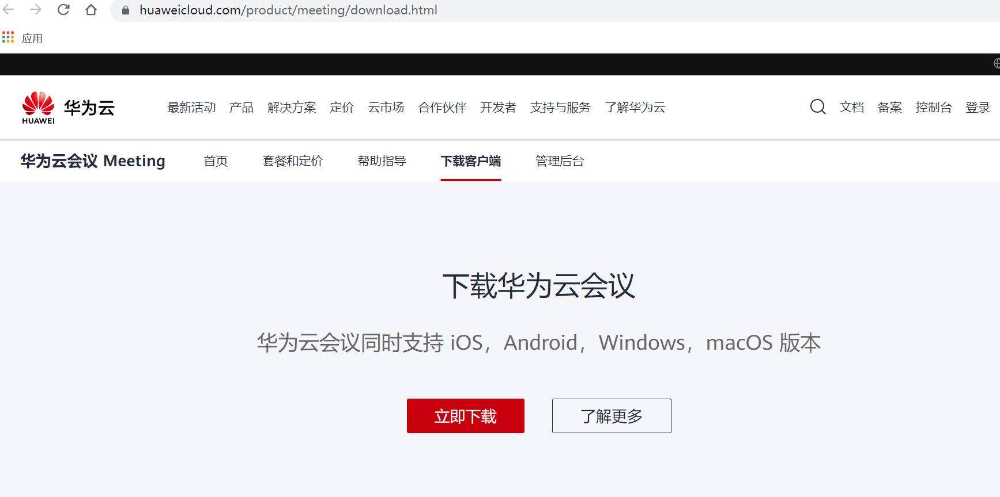 huaweicloud.com/product/meeting/download.html
应用
HUAWEI 华为云 最新活动 产品 解决方案 定价 云市场 合作伙伴 开发者 支持与服务 了解华为云 文档 备案 控制台 登录
华为云会议 Meeting 首页 套餐和定价 帮助指导 下载客户端 管理后台
下载华为云会议
华为云会议同时支持 iOS，Android，Windows，macOS 版本
立即下载 了解更多